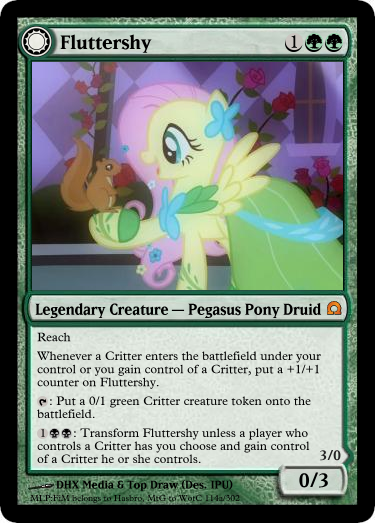 Fluttershy 1
Legendary Creature — Pegasus Pony Druid
Reach
Whenever a Critter enters the battlefield under your
control or you gain control of a Critter, put a +1/+1
counter on Fluttershy.
: Put a 0/1 green Critter creature token onto the
battlefield.
1: Transform Fluttershy unless a player who
controls a Critter has you choose and gain control
of a Critter he or she controls.
3/0
0/3
DHX Media & Top Draw (Des. IPU)
MLP:FiM belongs to Hasbro, MtG to WotC 114a/302